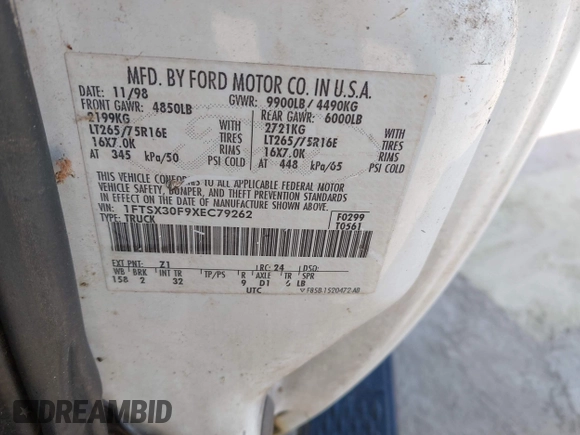 MFD. BY FORD MOTOR CO. IN U.S.A.
DATE: 11/98 GVWR: 9900LB/4490KG
FRONT GAWR: 4850LB REAR GAWR: 6000LB
2199KG WITH 2721KG WITH
LT265/75R16E TIRES LT265/75R16E TIRES
16X7.0K RIMS 16X7.0K RIMS
AT 345 kPa/50 PSI COLD AT 448 kPa/65 PSI COLD
THIS VEHICLE CONFORMS TO ALL APPLICABLE FEDERAL MOTOR
VEHICLE SAFETY, BUMPER, AND THEFT PREVENTION STANDARDS
IN EFFECT ON THE DATE OF MANUFACTURE SHOWN ABOVE.
VIN: 1FTSX30F9XEC79262 F0299
TYPE: TRUCK T0561
EXT PNT: Z1 RC: 24 DSO:
WB BRK INT TR TP/PS R AXLE TR SPR
158 2 32 9 D1 6 LB
UTC F85B 1520472 AB
DREAMBID